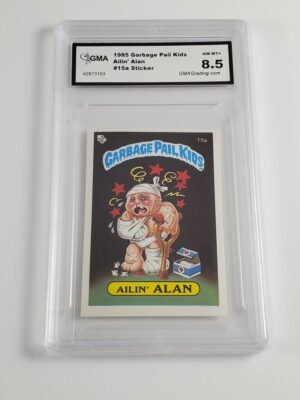 GMA
42873163
1985 Garbage Pail Kids
Ailin' Alan
#15a Sticker
NM-MT+
8.5
GMAGrading.com
15a
GARBAGE PAIL KIDS
AILIN' ALAN